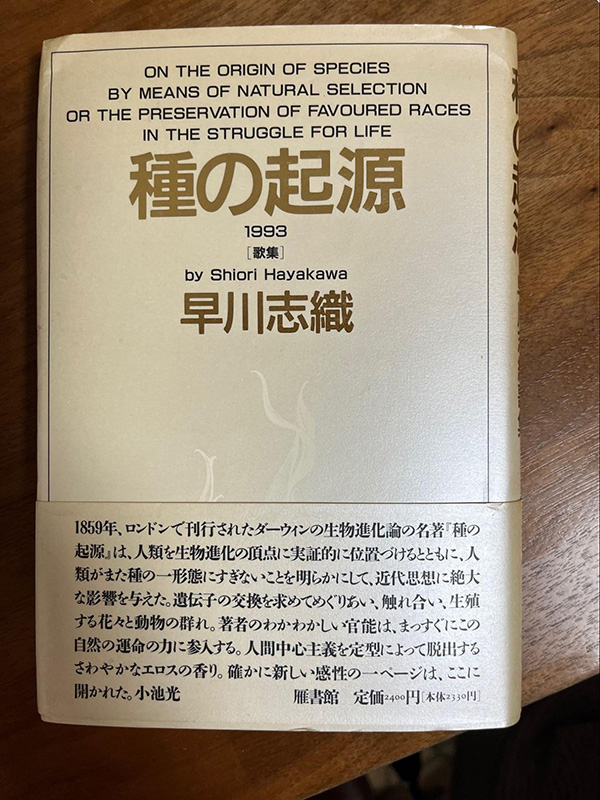 ON THE ORIGIN OF SPECIES
BY MEANS OF NATURAL SELECTION
OR THE PRESERVATION OF FAVOURED RACES
IN THE STRUGGLE FOR LIFE
種の起源
1993
[歌集]
by Shiori Hayakawa
早川志織
1859年、ロンドンで刊行されたダーウィンの生物進化論の名著『種の
起源』は、人類を生物進化の頂点に実証的に位置づけるとともに、人
類がまた種の一形態にすぎないことを明らかにして、近代思想に絶大
な影響を与えた。遺伝子の交換を求めてめぐりあい、触れ合い、生殖
する花々と動物の群れ。著者のわかわかしい官能は、まっすぐにこの
自然の運命の力に参入する。人間中心主義を定型によって脱出する
さわやかなエロスの香り。確かに新しい感性の一ページは、ここに
開かれた。小池光
雁書館 定価2400円[本体2330円]
種の起源